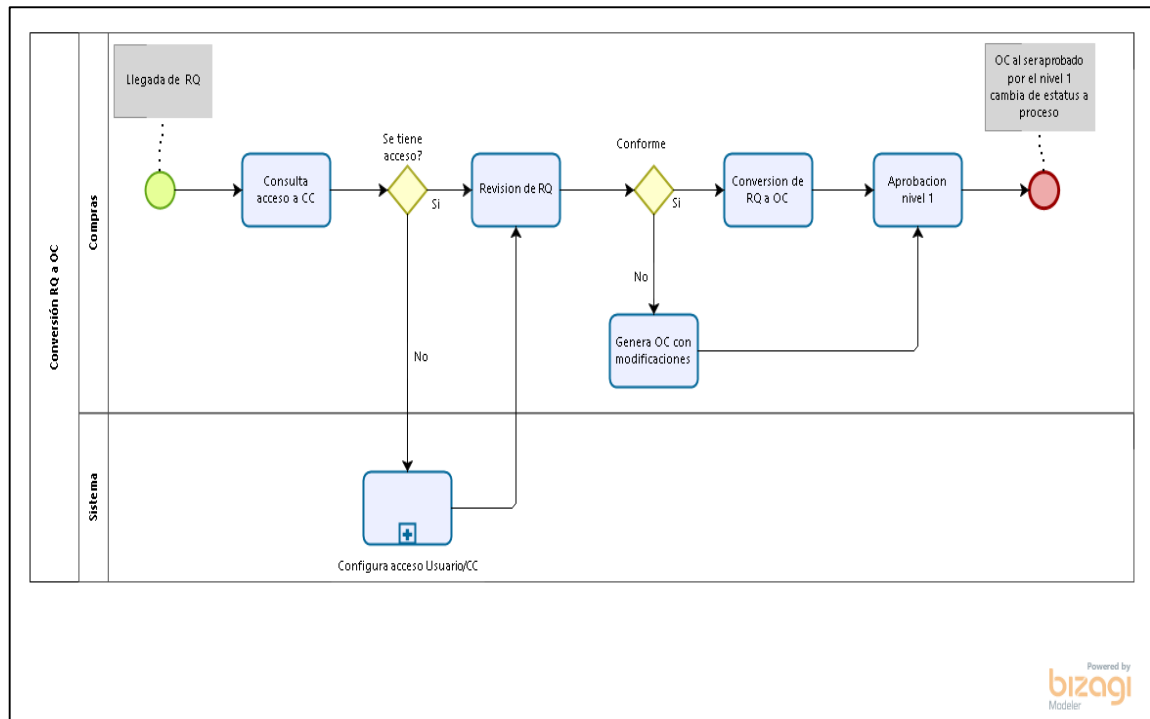 Conversión RQ a OC
Compras
Sistema
Llegada de RQ
Consulta
acceso a CC
Se tiene
acceso?
Si
No
Revision de RQ
Conforme
Si
No
Conversion de
RQ a OC
Aprobacion
nivel 1
OC al ser aprobado
por el nivel 1
cambia de estatus a
proceso
Genera OC con
modificaciones
Configura acceso Usuario/CC
Powered by
bizagi
Modeler